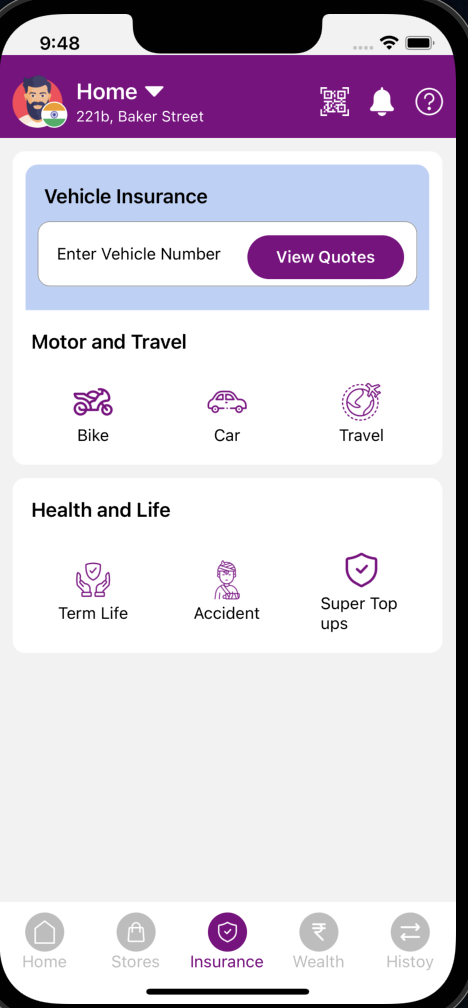 9:48
Home
221b, Baker Street
Vehicle Insurance
Enter Vehicle Number
View Quotes
Motor and Travel
Bike
Car
Travel
Health and Life
Term Life
Accident
Super Top
ups
Home
Stores
Insurance
Wealth
Histoy